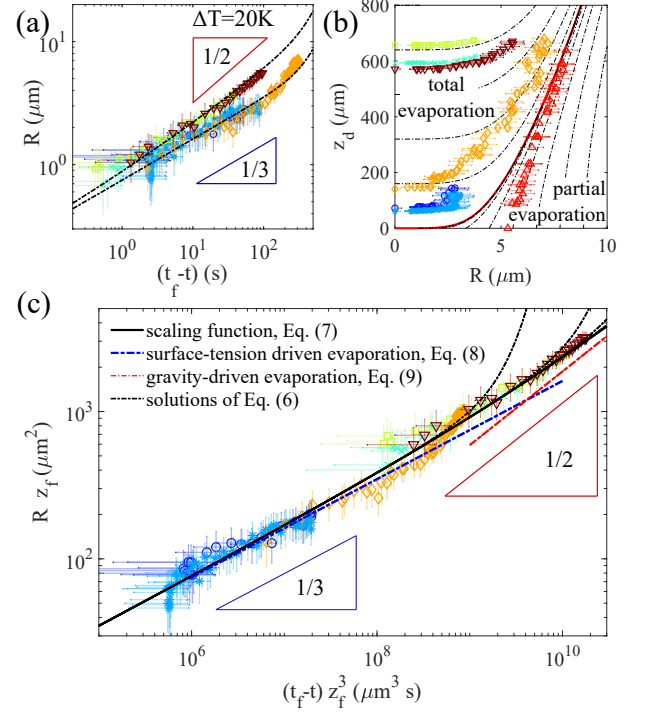 (a)
ΔT=20K
1/2
1/3
10^1
10^0
R (μm)
10^0
10^1
10^2
(t_f-t) (s)
(b)
800
600
400
200
0
z_d (μm)
total
evaporation
partial
evaporation
0
5
10
R (μm)
(c)
scaling function, Eq. (7)
surface-tension driven evaporation, Eq. (8)
gravity-driven evaporation, Eq. (9)
solutions of Eq. (6)
1/2
1/3
10^3
10^2
R z_f (μm^2)
10^6
10^8
10^10
(t_f-t) z_f^3 (μm^3 s)